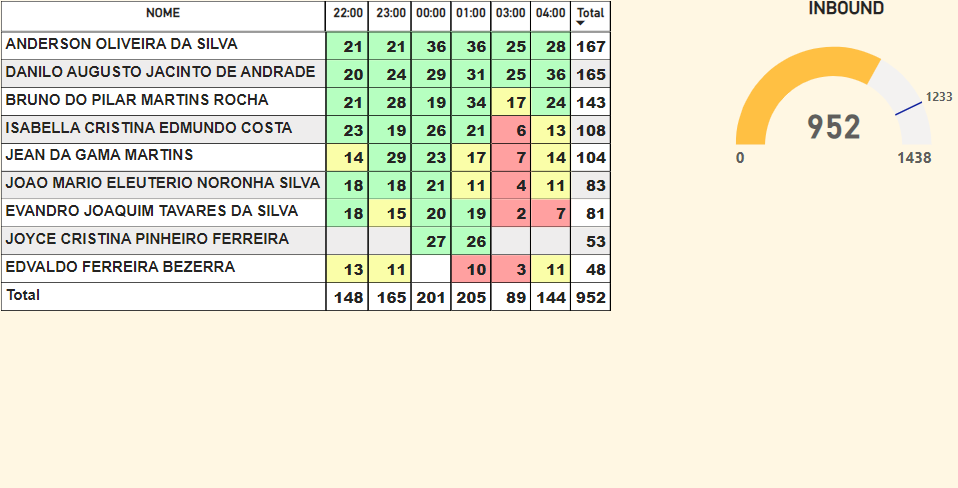 NOME 22:00 23:00 00:00 01:00 03:00 04:00 Total
ANDERSON OLIVEIRA DA SILVA 21 21 36 36 25 28 167
DANILO AUGUSTO JACINTO DE ANDRADE 20 24 29 31 25 36 165
BRUNO DO PILAR MARTINS ROCHA 21 28 19 34 17 24 143
ISABELLA CRISTINA EDMUNDO COSTA 23 19 26 21 6 13 108
JEAN DA GAMA MARTINS 14 29 23 17 7 14 104
JOAO MARIO ELEUTERIO NORONHA SILVA 18 18 21 11 4 11 83
EVANDRO JOAQUIM TAVARES DA SILVA 18 15 20 19 2 7 81
JOYCE CRISTINA PINHEIRO FERREIRA 27 26 53
EDVALDO FERREIRA BEZERRA 13 11 10 3 11 48
Total 148 165 201 205 89 144 952
INBOUND
1233
952
0 1438